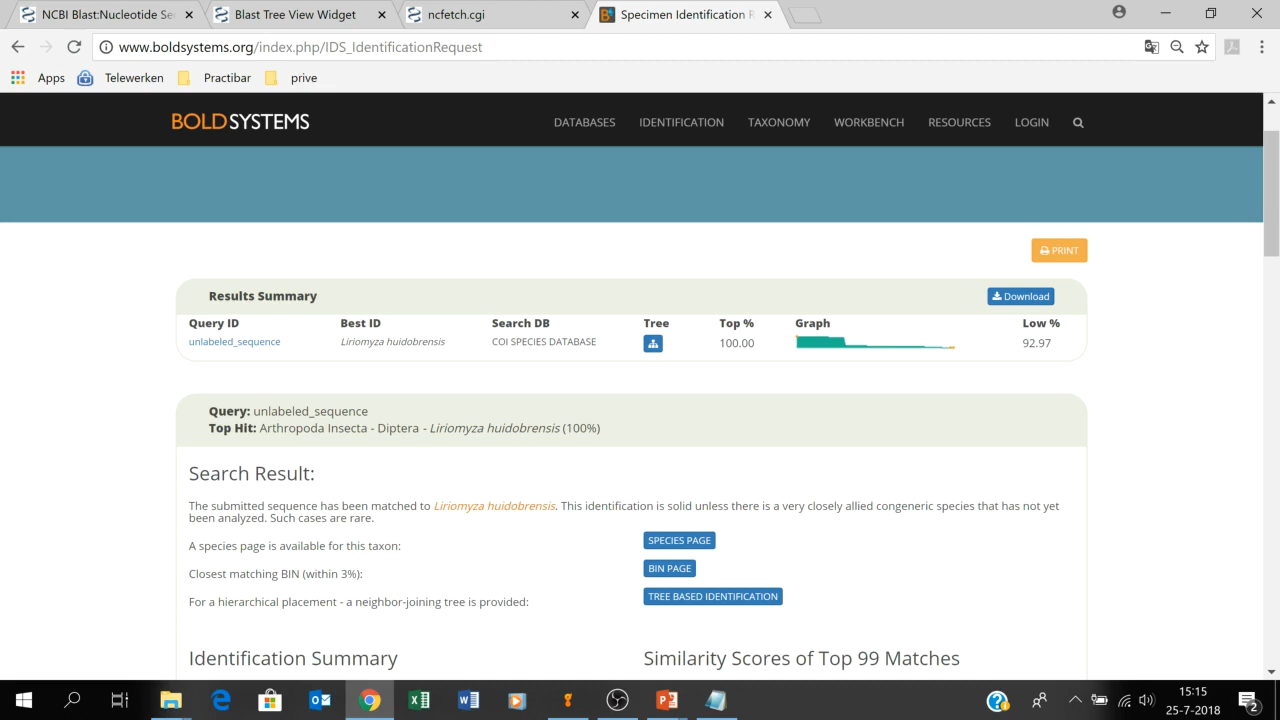 NCBI Blast:Nucleotide Se
Blast Tree View Widget
ncfetch.cgi
Specimen Identification R
www.boldsystems.org/index.php/IDS_IdentificationRequest
Apps
Telewerken
Practibar
prive
BOLDSYSTEMS
DATABASES
IDENTIFICATION
TAXONOMY
WORKBENCH
RESOURCES
LOGIN
PRINT
Results Summary
Download
Query ID Best ID Search DB Tree Top % Graph Low %
unlabeled_sequence Liriomyza huidobrensis COI SPECIES DATABASE 100.00 92.97
Query: unlabeled_sequence
Top Hit: Arthropoda Insecta - Diptera - Liriomyza huidobrensis (100%)
Search Result:
The submitted sequence has been matched to Liriomyza huidobrensis. This identification is solid unless there is a very closely allied congeneric species that has not yet
been analyzed. Such cases are rare.
A species page is available for this taxon: SPECIES PAGE
Closest matching BIN (within 3%): BIN PAGE
For a hierarchical placement - a neighbor-joining tree is provided: TREE BASED IDENTIFICATION
Identification Summary
Similarity Scores of Top 99 Matches
15:15
25-7-2018
2